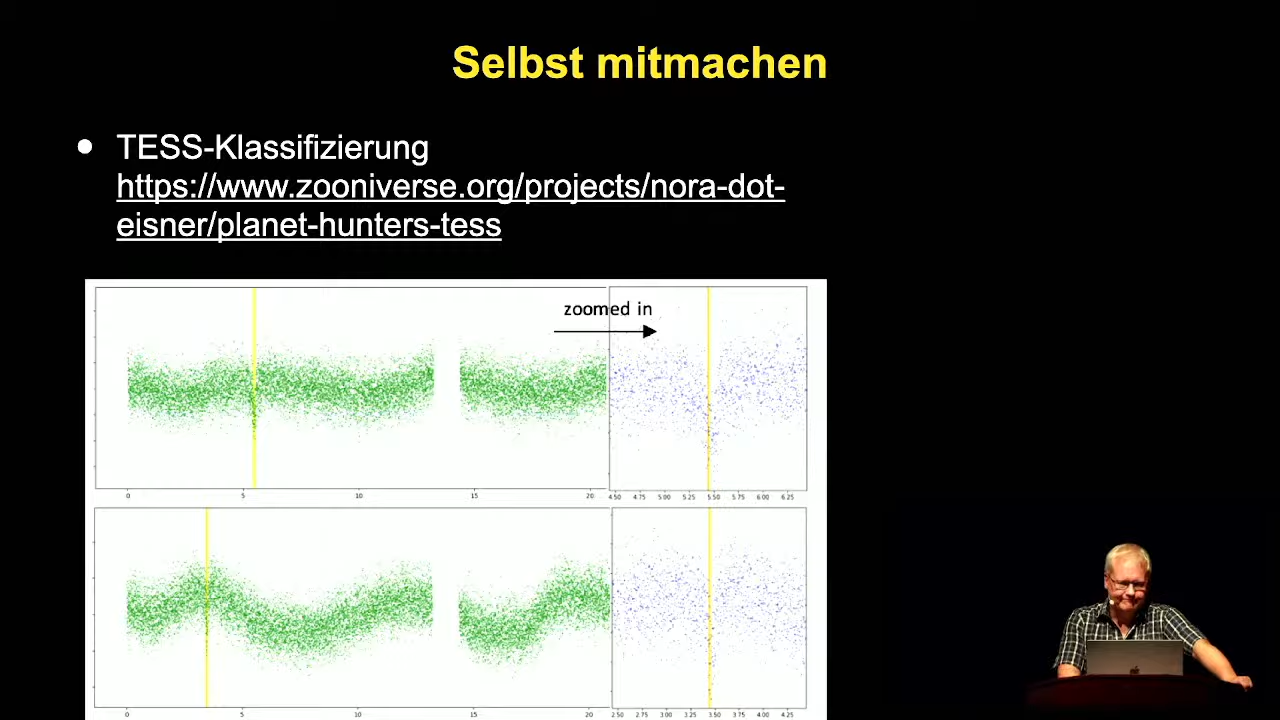 Selbst mitmachen
TESS-Klassifizierung
https://www.zooniverse.org/projects/nora-dot-
eisner/planet-hunters-tess
zoomed in
0 5 10 15 20
4.50 4.75 5.00 5.25 5.50 5.75 6.00 6.25
0 5 10 15 20
2.50 2.75 3.00 3.25 3.50 3.75 4.00 4.25